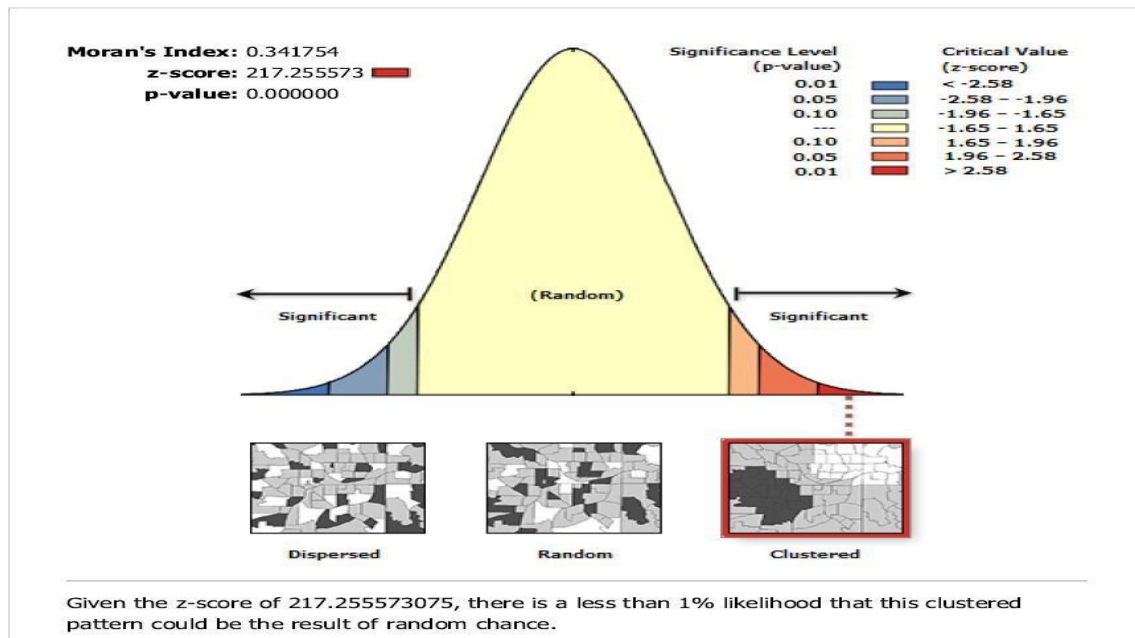 Moran's Index: 0.341754
z-score: 217.255573
p-value: 0.000000
Significance Level
(p-value)
Critical Value
(z-score)
0.01 < -2.58
0.05 -2.58 – -1.96
0.10 -1.96 – -1.65
--- -1.65 – 1.65
0.10 1.65 – 1.96
0.05 1.96 – 2.58
0.01 > 2.58
(Random)
Significant
Significant
Dispersed
Random
Clustered
Given the z-score of 217.255573075, there is a less than 1% likelihood that this clustered
pattern could be the result of random chance.